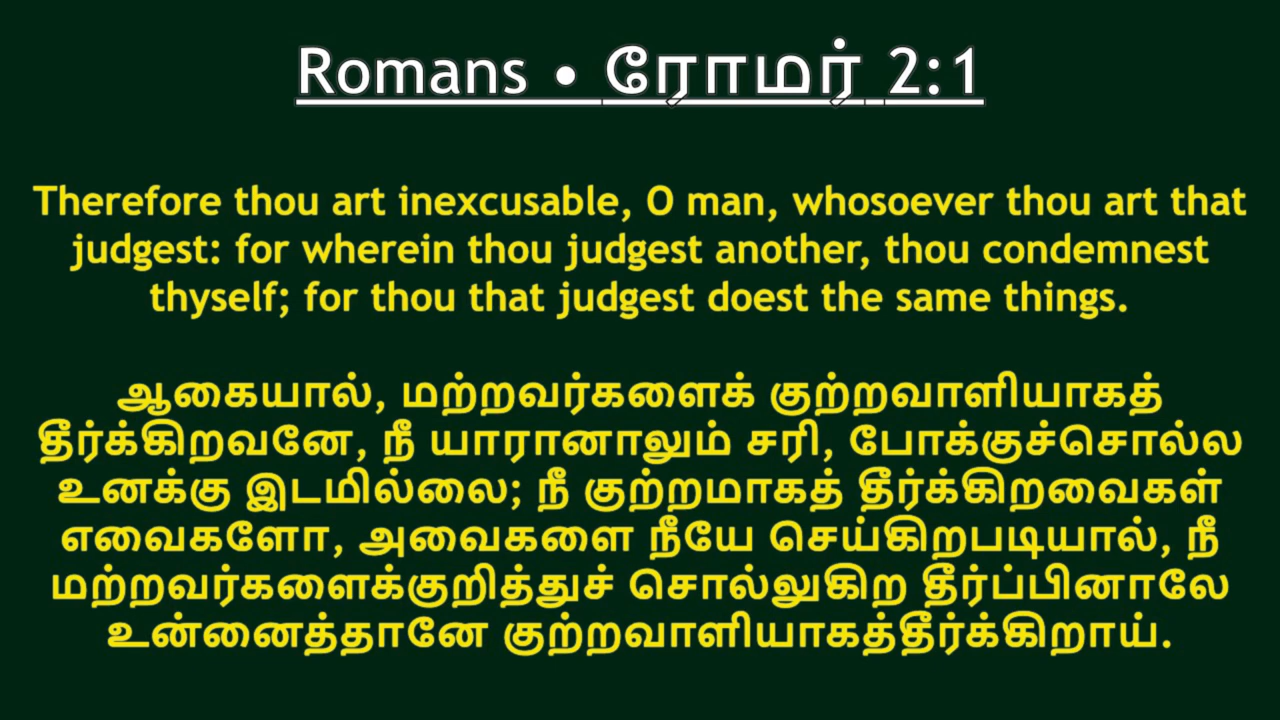 Romans • ரோமர் 2:1
Therefore thou art inexcusable, O man, whosoever thou art that
judgest: for wherein thou judgest another, thou condemnest
thyself; for thou that judgest doest the same things.
ஆகையால், மற்றவர்களைக் குற்றவாளியாகத்
தீர்க்கிறவனே, நீ யாரானாலும் சரி, போக்குச்சொல்ல
உனக்கு இடமில்லை; நீ குற்றமாகத் தீர்க்கிறவைகள்
எவைகளோ, அவைகளை நீயே செய்கிறபடியால், நீ
மற்றவர்களைக்குறித்துச் சொல்லுகிற தீர்ப்பினாலே
உன்னைத்தானே குற்றவாளியாகத்தீர்க்கிறாய்.